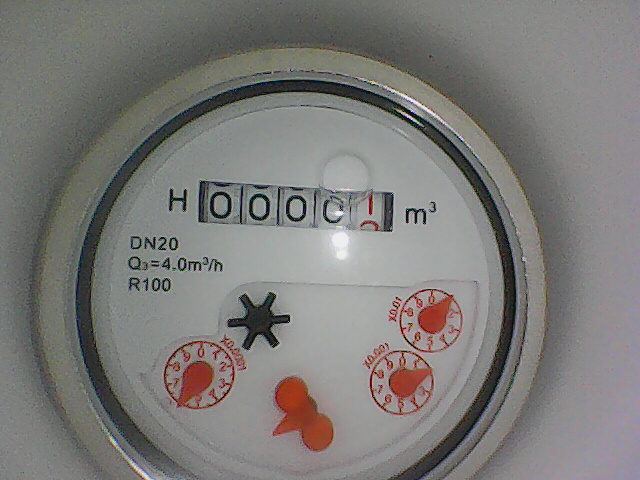 H 00001 m³
DN20
Q₃=4.0m³/h
R100
X0.01
X0.001
X0.0001